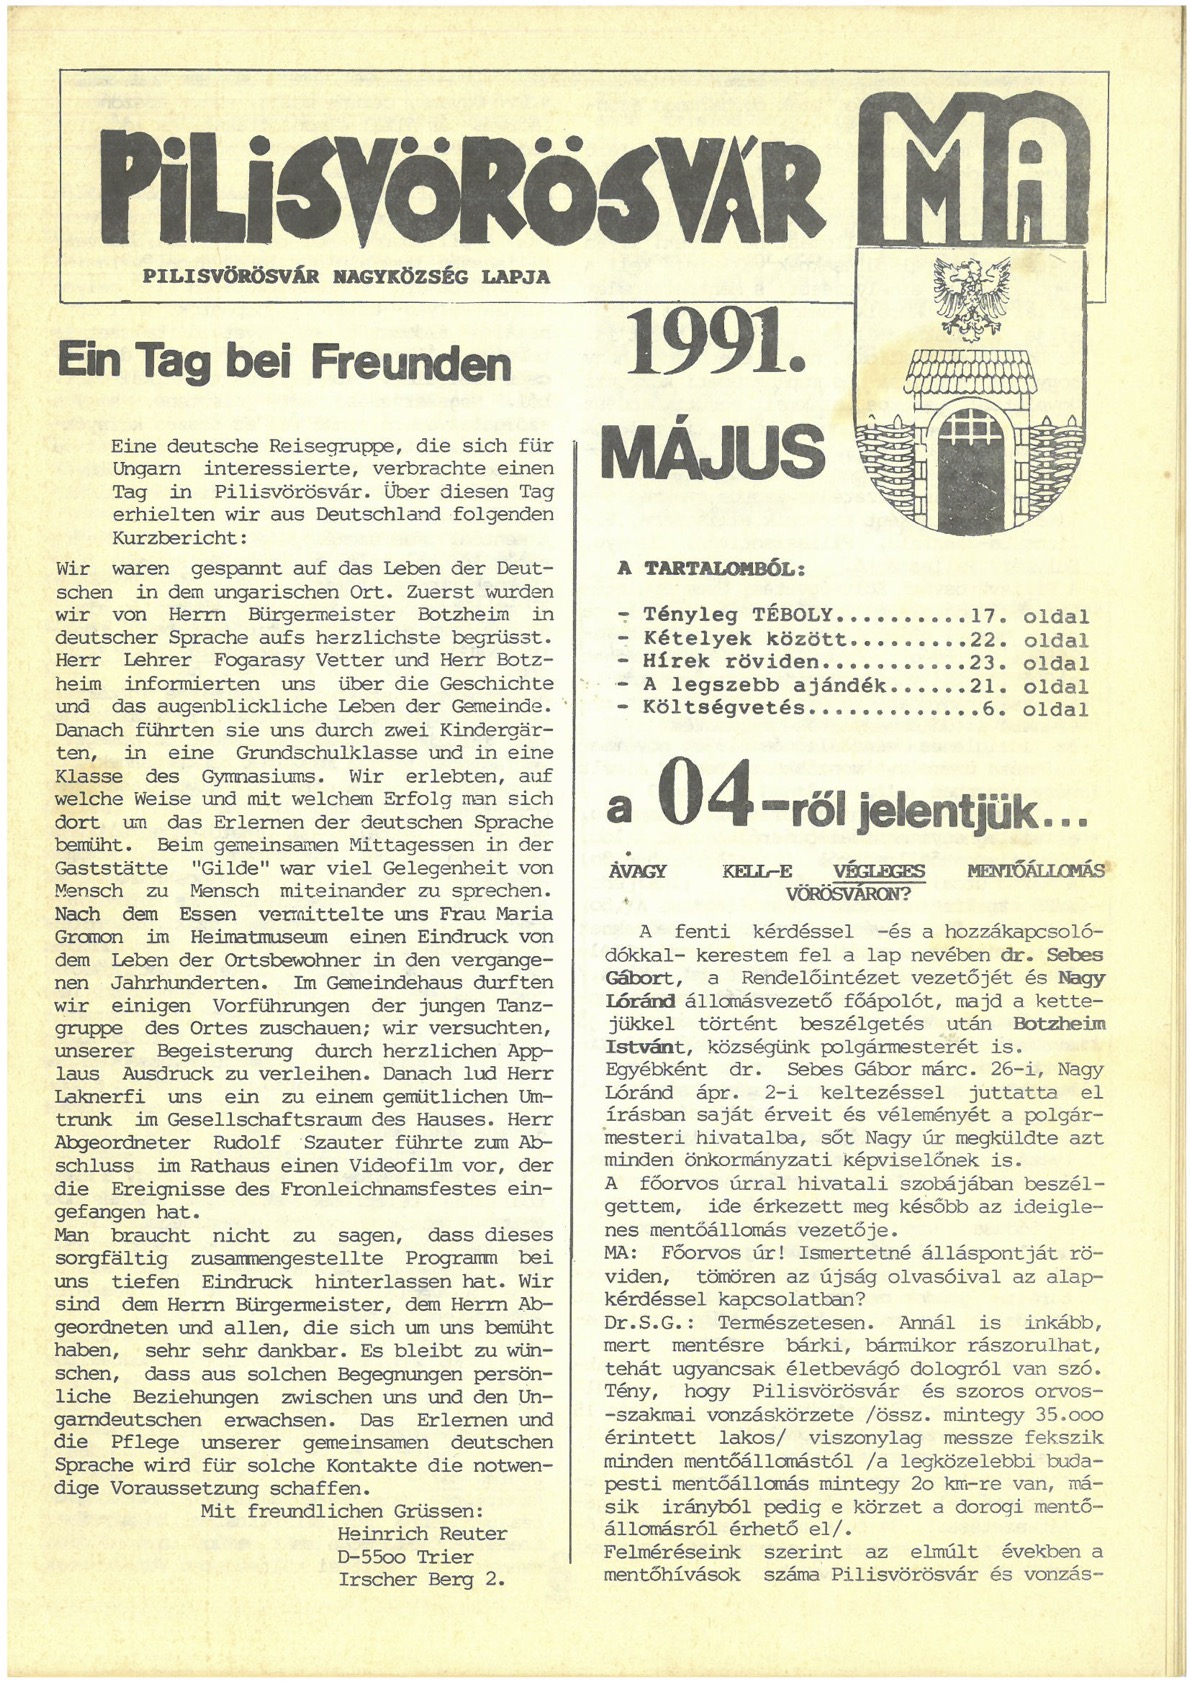 PiLiSVÖRÖSVÁR MA
PILISVÖRÖSVÁR NAGYKÖZSÉG LAPJA
1991.
MÁJUS
Ein Tag bei Freunden
Eine deutsche Reisegruppe, die sich für
Ungarn interessierte, verbrachte einen
Tag in Pilisvörösvár. Über diesen Tag
erhielten wir aus Deutschland folgenden
Kurzbericht:
Wir waren gespannt auf das Leben der Deut-
schen in dem ungarischen Ort. Zuerst wurden
wir von Herrn Bürgermeister Botzheim in
deutscher Sprache aufs herzlichste begrüsst.
Herr Lehrer Fogarasy Vetter und Herr Botz-
heim informierten uns über die Geschichte
und das augenblickliche Leben der Gemeinde.
Danach führten sie uns durch zwei Kindergär-
ten, in eine Grundschulklasse und in eine
Klasse des Gymnasiums. Wir erlebten, auf
welche Weise und mit welchem Erfolg man sich
dort um das Erlernen der deutschen Sprache
bemüht. Beim gemeinsamen Mittagessen in der
Gaststätte "Gilde" war viel Gelegenheit von
Mensch zu Mensch miteinander zu sprechen.
Nach dem Essen vermittelte uns Frau Maria
Gromon im Heimatmuseum einen Eindruck von
dem Leben der Ortsbewohner in den vergange-
nen Jahrhunderten. Im Gemeindehaus durften
wir einigen Vorführungen der jungen Tanz-
gruppe des Ortes zuschauen; wir versuchten,
unserer Begeisterung durch herzlichen App-
laus Ausdruck zu verleihen. Danach lud Herr
Laknerfi uns ein zu einem gemütlichen Um-
trunk im Gesellschaftsraum des Hauses. Herr
Abgeordneter Rudolf Szauter führte zum Ab-
schluss im Rathaus einen Videofilm vor, der
die Ereignisse des Fronleichnamsfestes ein-
gefangen hat.
Man braucht nicht zu sagen, dass dieses
sorgfältig zusammengestellte Programm bei
uns tiefen Eindruck hinterlassen hat. Wir
sind dem Herrn Bürgermeister, dem Herrn Ab-
geordneten und allen, die sich um uns bemüht
haben, sehr sehr dankbar. Es bleibt zu wün-
schen, dass aus solchen Begegnungen persön-
liche Beziehungen zwischen uns und den Un-
garndeutschen erwachsen. Das Erlernen und
die Pflege unserer gemeinsamen deutschen
Sprache wird für solche Kontakte die notwen-
dige Voraussetzung schaffen.
Mit freundlichen Grüssen:
Heinrich Reuter
D-55oo Trier
Irscher Berg 2.
A TARTALOMBÓL:
- Tényleg TÉBOLY..........17. oldal
- Kételyek között.........22. oldal
- Hírek röviden...........23. oldal
- A legszebb ajándék......21. oldal
- Költségvetés.............6. oldal
a 04-ről jelentjük...
AVAGY KELL-E VÉGLEGES MENTŐÁLLOMÁS
VÖRÖSVÁRON?
A fenti kérdéssel -és a hozzákapcsoló-
dókkal- kerestem fel a lap nevében dr. Sebes
Gábort, a Rendelőintézet vezetőjét és Nagy
Lóránd állomásvezető főápolót, majd a kette-
jükkel történt beszélgetés után Botzheim
Istvánt, községünk polgármesterét is.
Egyébként dr. Sebes Gábor márc. 26-i, Nagy
Lóránd ápr. 2-i keltezéssel juttatta el
írásban saját érveit és véleményét a polgár-
mesteri hivatalba, sőt Nagy úr megküldte azt
minden önkormányzati képviselőnek is.
A főorvos úrral hivatali szobájában beszél-
gettem, ide érkezett meg később az ideigle-
nes mentőállomás vezetője.
MA: Főorvos úr! Ismertetné álláspontját rö-
viden, tömören az újság olvasóival az alap-
kérdéssel kapcsolatban?
Dr.S.G.: Természetesen. Annál is inkább,
mert mentésre bárki, bármikor rászorulhat,
tehát ugyancsak életbevágó dologról van szó.
Tény, hogy Pilisvörösvár és szoros orvos-
-szakmai vonzáskörzete /össz. mintegy 35.ooo
érintett lakos/ viszonylag messze fekszik
minden mentőállomástól /a legközelebbi buda-
pesti mentőállomás mintegy 2o km-re van, má-
sik irányból pedig e körzet a dorogi mentő-
állomásról érhető el/.
Felméréseink szerint az elmúlt években a
mentőhívások száma Pilisvörösvár és vonzás-